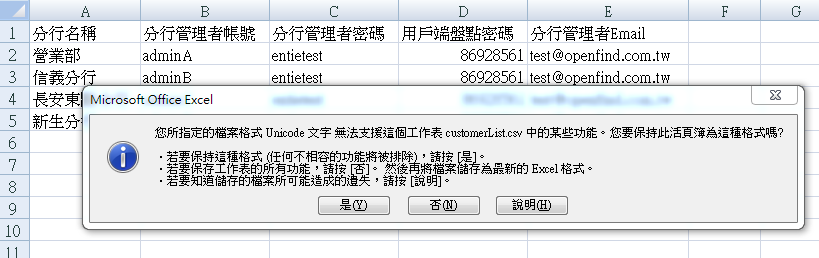 A B C D E F G
1 分行名稱 分行管理者帳號 分行管理者密碼 用戶端盤點密碼 分行管理者Email
2 營業部 adminA entietest 86928561 test@openfind.com.tw
3 信義分行 adminB entietest 86928561 test@openfind.com.tw
4 長安東
5 新生分
Microsoft Office Excel
您所指定的檔案格式 Unicode 文字 無法支援這個工作表 customerList.csv 中的某些功能。您要保持此活頁簿為這種格式嗎?
6
‧若要保持這種格式 (任何不相容的功能將被排除)，請按 [是]。
7
‧若要保存工作表的所有功能，請按 [否]。 然後再將檔案儲存為最新的 Excel 格式。
‧若要知道儲存的檔案所可能造成的遺失，請按 [說明]。
8
9 是(Y) 否(N) 說明(H)
10
11